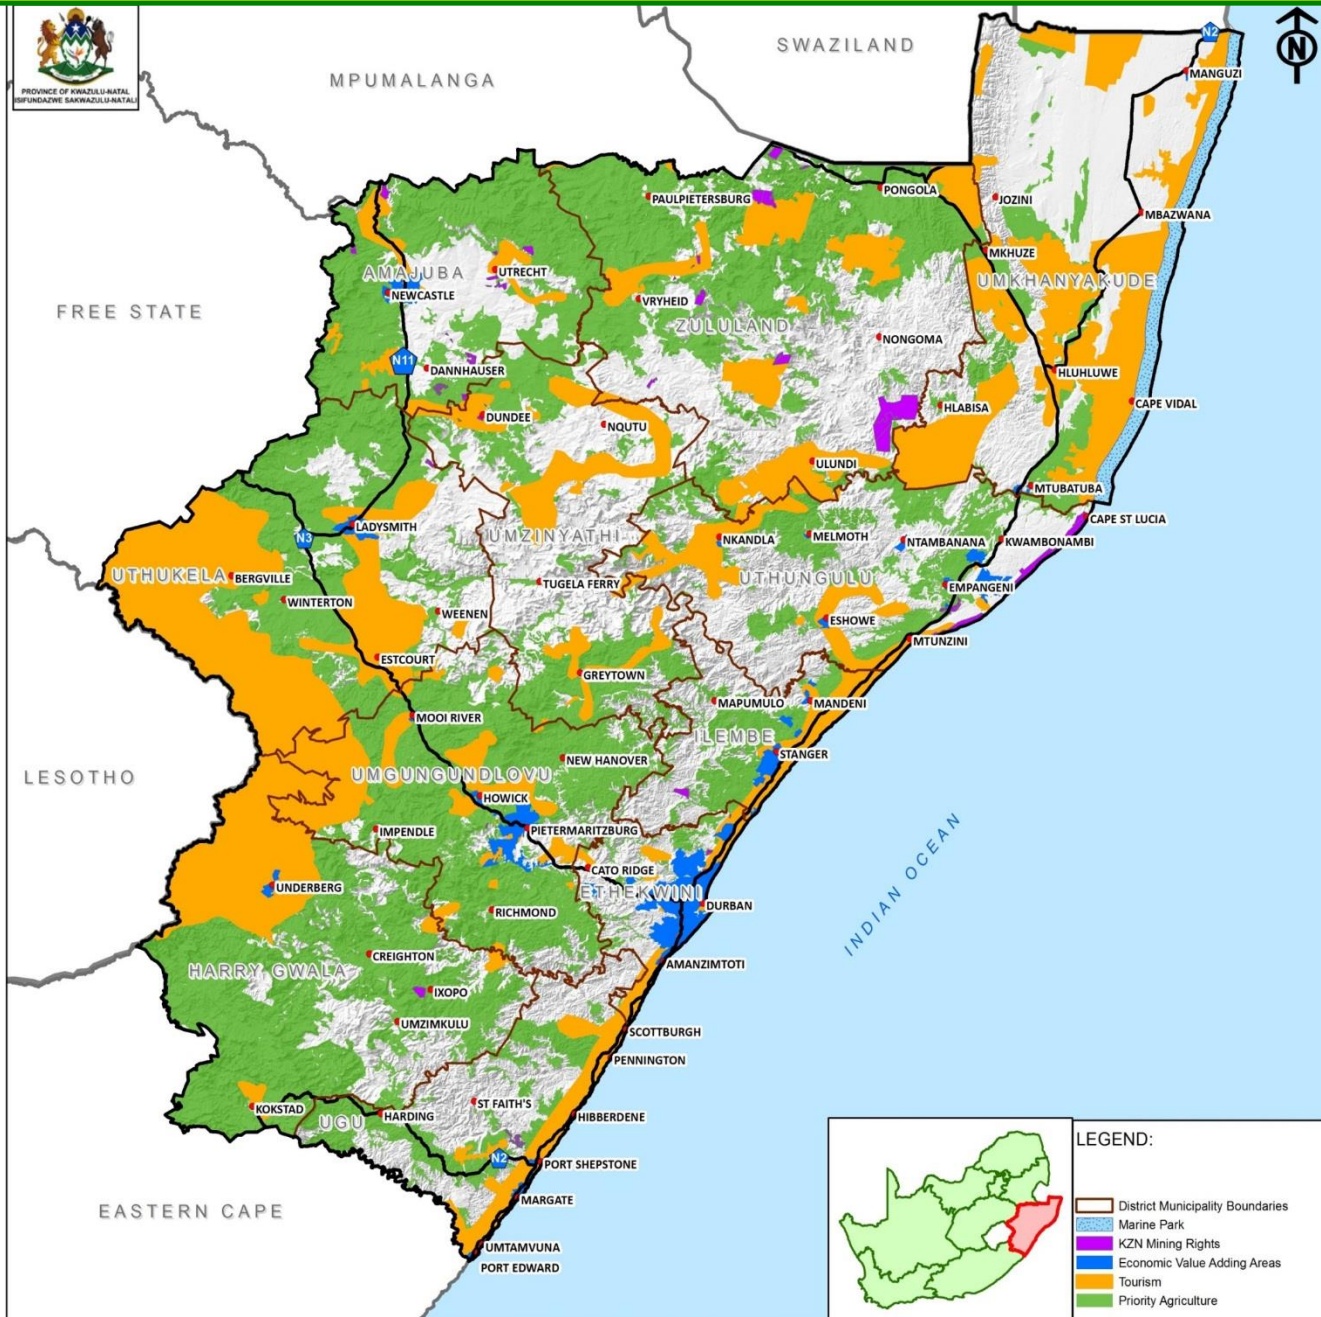 PROVINCE OF KWAZULU-NATAL
ISIFUNDAZWE SAKWAZULU-NATALI
MPUMALANGA
SWAZILAND
N
N2
MANGUZI
PAULPIETERSBURG
PONGOLA
JOZINI
MBAZWANA
MKHUZE
UTRECHT
AMAJUBA
UMKHANYAKUDE
NEWCASTLE
VRYHEID
FREE STATE
ZULULAND
NONGOMA
N11
DANNHAUSER
HLUHLUWE
HLABISA
CAPE VIDAL
DUNDEE
NQUTU
ULUNDI
MTUBATUBA
CAPE ST LUCIA
LADYSMITH
N3
UMZINYATHI
NKANDLA
MELMOTH
NTAMBANANA
KWAMBONAMBI
UTHUKELA
BERGVILLE
TUGELA FERRY
UTHUNGULU
EMPANGENI
WINTERTON
WEENEN
ESHOWE
MTUNZINI
ESTCOURT
GREYTOWN
MAPUMULO
MANDENI
MOOI RIVER
ILEMBE
STANGER
NEW HANOVER
LESOTHO
UMGUNGUNDLOVU
HOWICK
IMPENDLE
PIETERMARITZBURG
INDIAN OCEAN
CATO RIDGE
UNDERBERG
ETHEKWINI
DURBAN
RICHMOND
CREIGHTON
AMANZIMTOTI
HARRY GWALA
IXOPO
UMZIMKULU
SCOTTBURGH
PENNINGTON
KOKSTAD
ST FAITH'S
HARDING
HIBBERDENE
UGU
N2
PORT SHEPSTONE
MARGATE
EASTERN CAPE
UMTAMVUNA
PORT EDWARD
LEGEND:
District Municipality Boundaries
Marine Park
KZN Mining Rights
Economic Value Adding Areas
Tourism
Priority Agriculture